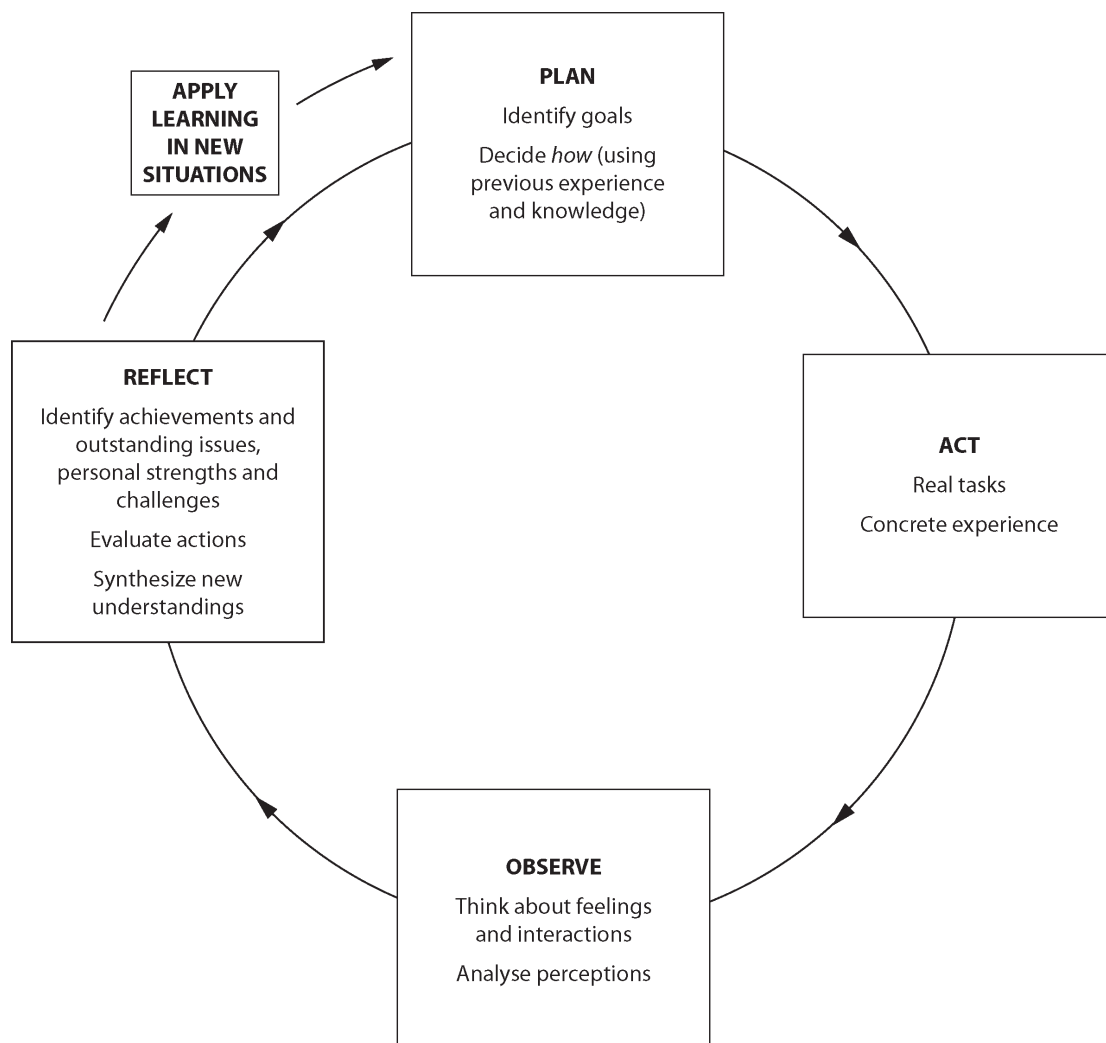 PLAN
Identify goals
Decide how (using
previous experience
and knowledge)
APPLY
LEARNING
IN NEW
SITUATIONS
REFLECT
Identify achievements and
outstanding issues,
personal strengths and
challenges
Evaluate actions
Synthesize new
understandings
ACT
Real tasks
Concrete experience
OBSERVE
Think about feelings
and interactions
Analyse perceptions